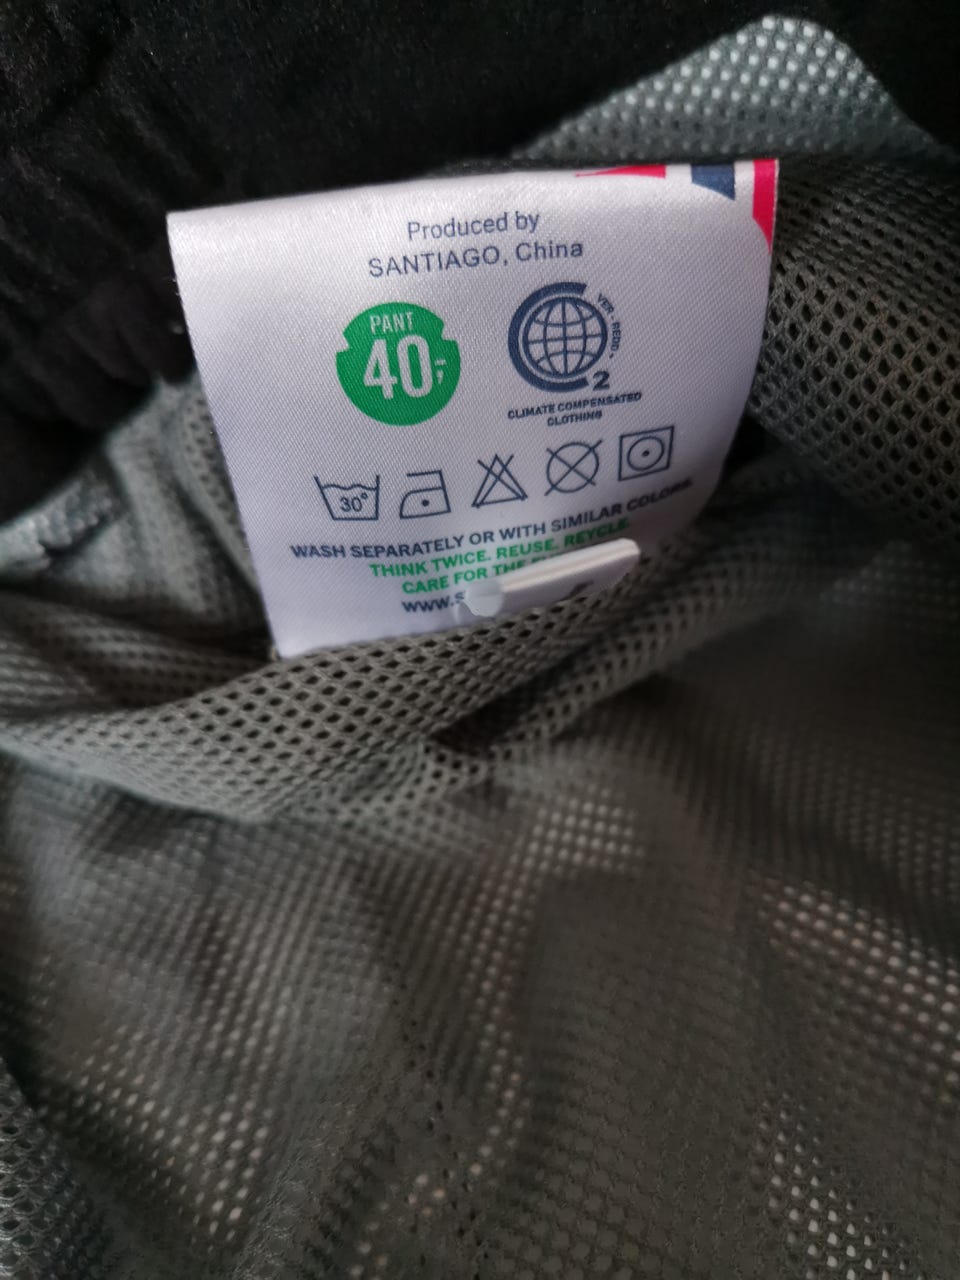 Produced by
SANTIAGO, China
PANT
40:-
VER - REDD +
2
CLIMATE COMPENSATED
CLOTHING
30°
WASH SEPARATELY OR WITH SIMILAR COLORS.
THINK TWICE. REUSE. RECYCLE.
CARE FOR THE
WWW.S